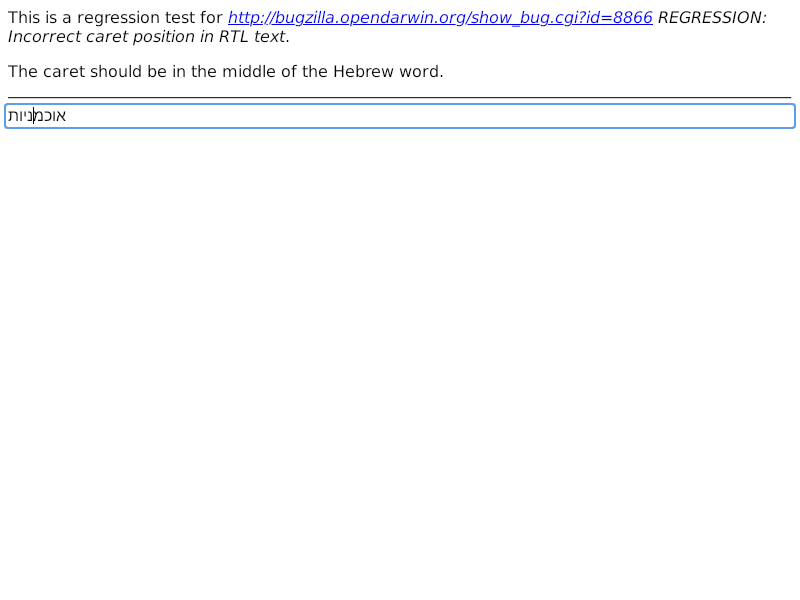 This is a regression test for http://bugzilla.opendarwin.org/show_bug.cgi?id=8866 REGRESSION:
Incorrect caret position in RTL text.
The caret should be in the middle of the Hebrew word.
אוכמניות